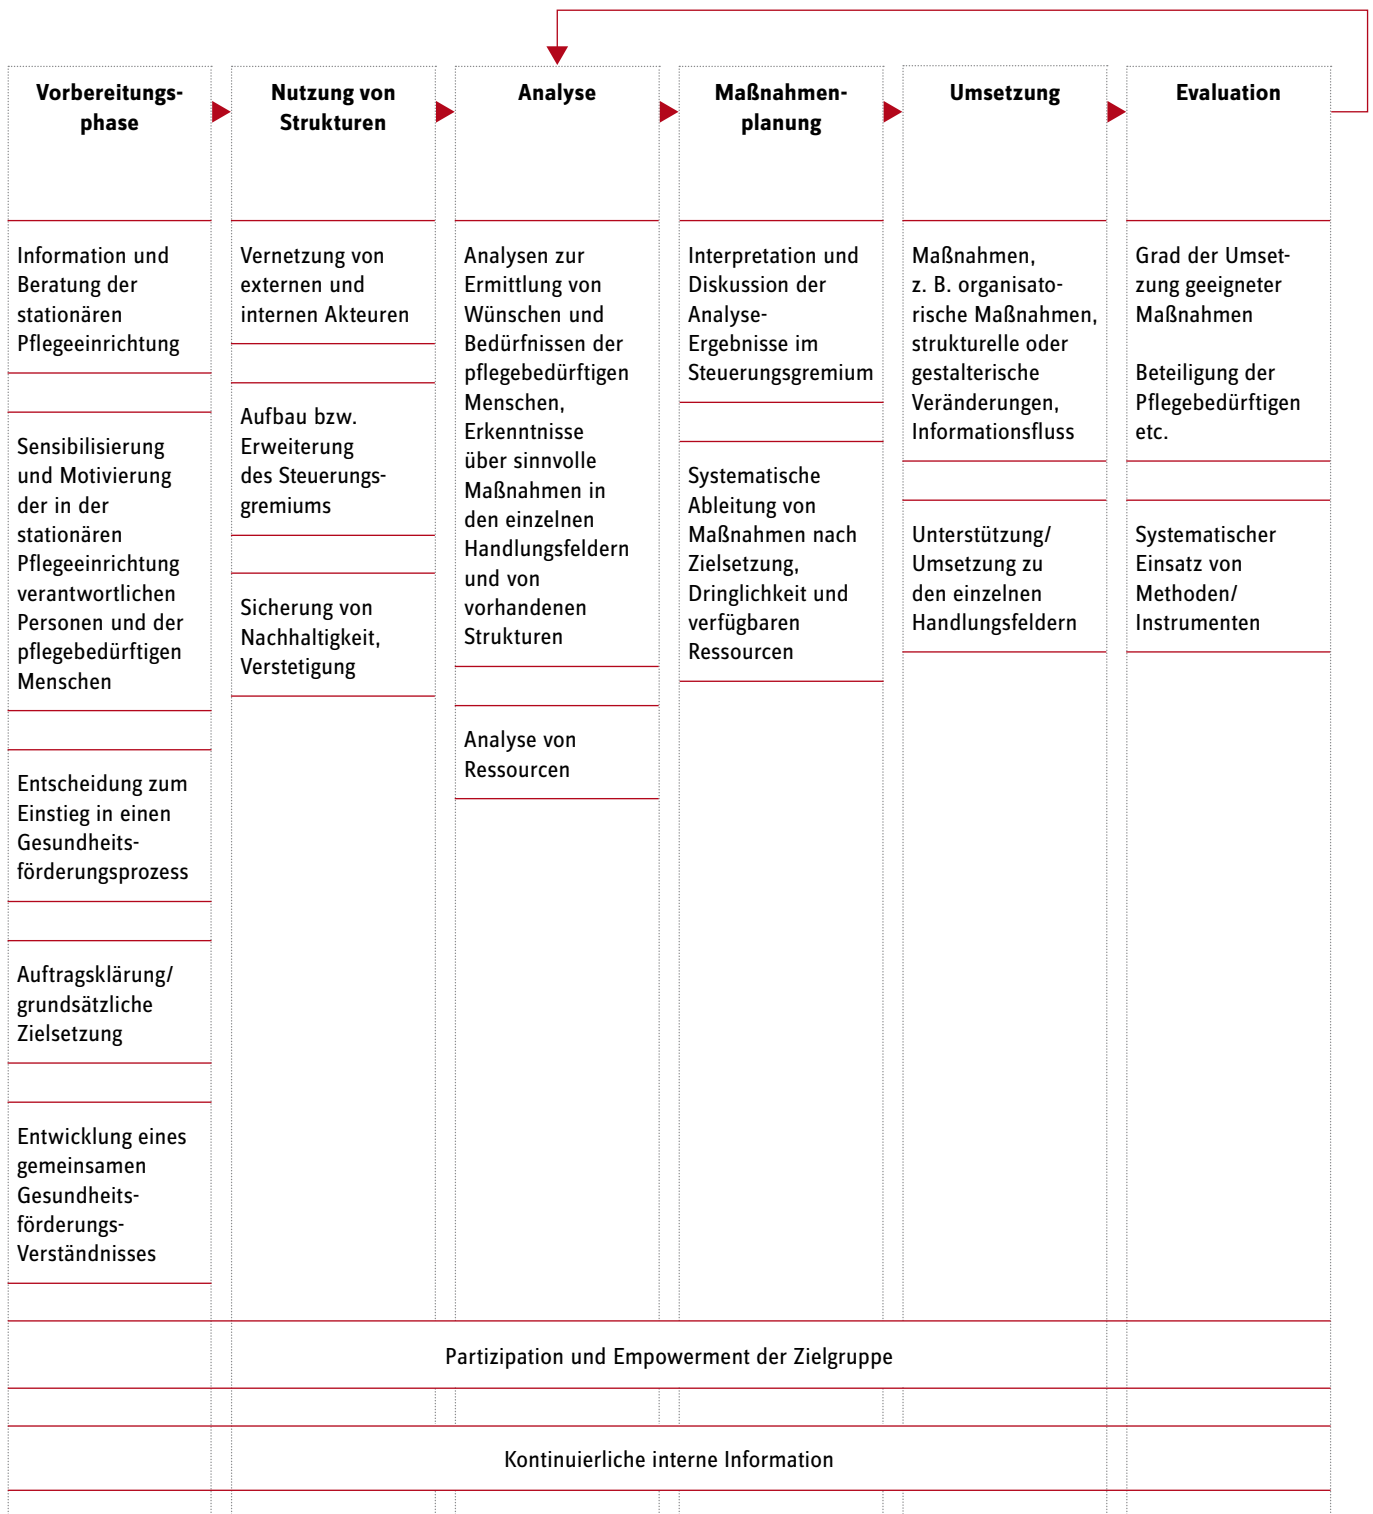 Vorbereitungs-
phase
Nutzung von
Strukturen
Analyse
Maßnahmen-
planung
Umsetzung
Evaluation
Information und
Beratung der
stationären
Pflegeeinrichtung
Sensibilisierung
und Motivierung
der in der
stationären
Pflegeeinrichtung
verantwortlichen
Personen und der
pflegebedürftigen
Menschen
Entscheidung zum
Einstieg in einen
Gesundheits-
förderungsprozess
Auftragsklärung/
grundsätzliche
Zielsetzung
Entwicklung eines
gemeinsamen
Gesundheits-
förderungs-
Verständnisses
Vernetzung von
externen und
internen Akteuren
Aufbau bzw.
Erweiterung
des Steuerungs-
gremiums
Sicherung von
Nachhaltigkeit,
Verstetigung
Analysen zur
Ermittlung von
Wünschen und
Bedürfnissen der
pflegebedürftigen
Menschen,
Erkenntnisse
über sinnvolle
Maßnahmen in
den einzelnen
Handlungsfeldern
und von
vorhandenen
Strukturen
Analyse von
Ressourcen
Interpretation und
Diskussion der
Analyse-
Ergebnisse im
Steuerungsgremium
Systematische
Ableitung von
Maßnahmen nach
Zielsetzung,
Dringlichkeit und
verfügbaren
Ressourcen
Maßnahmen,
z. B. organisato-
rische Maßnahmen,
strukturelle oder
gestalterische
Veränderungen,
Informationsfluss
Unterstützung/
Umsetzung zu
den einzelnen
Handlungsfeldern
Grad der Umset-
zung geeigneter
Maßnahmen
Beteiligung der
Pflegebedürftigen
etc.
Systematischer
Einsatz von
Methoden/
Instrumenten
Partizipation und Empowerment der Zielgruppe
Kontinuierliche interne Information